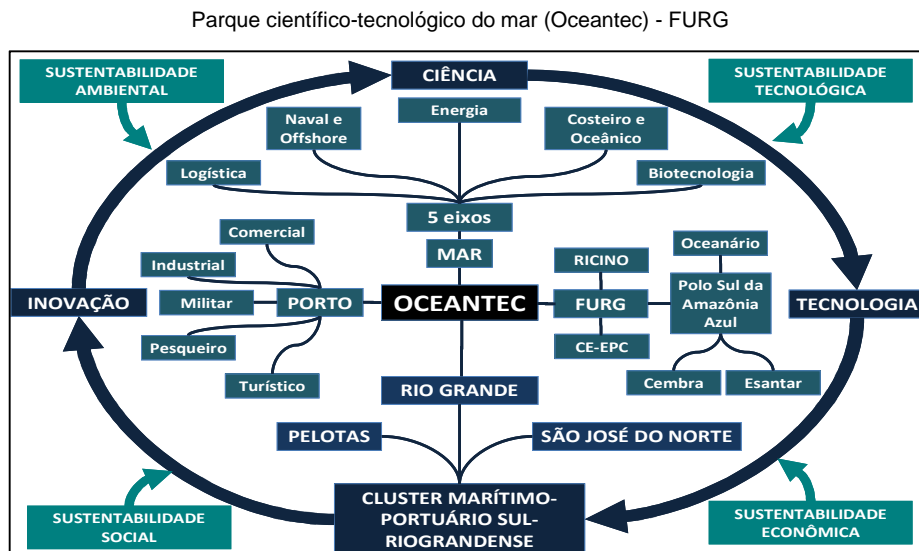 Parque científico-tecnológico do mar (Oceantec) - FURG
SUSTENTABILIDADE
AMBIENTAL
CIÊNCIA
SUSTENTABILIDADE
TECNOLÓGICA
Energia
Naval e
Offshore
Costeiro e
Oceânico
Logística
Biotecnologia
5 eixos
MAR
Comercial
Industrial
Militar
Pesqueiro
Turístico
PORTO
INOVAÇÃO
OCEANTEC
RICINO
FURG
CE-EPC
Oceanário
Polo Sul da
Amazônia
Azul
Cembra
Esantar
TECNOLOGIA
RIO GRANDE
PELOTAS
SÃO JOSÉ DO NORTE
CLUSTER MARÍTIMO-
PORTUÁRIO SUL-
RIOGRANDENSE
SUSTENTABILIDADE
SOCIAL
SUSTENTABILIDADE
ECONÔMICA